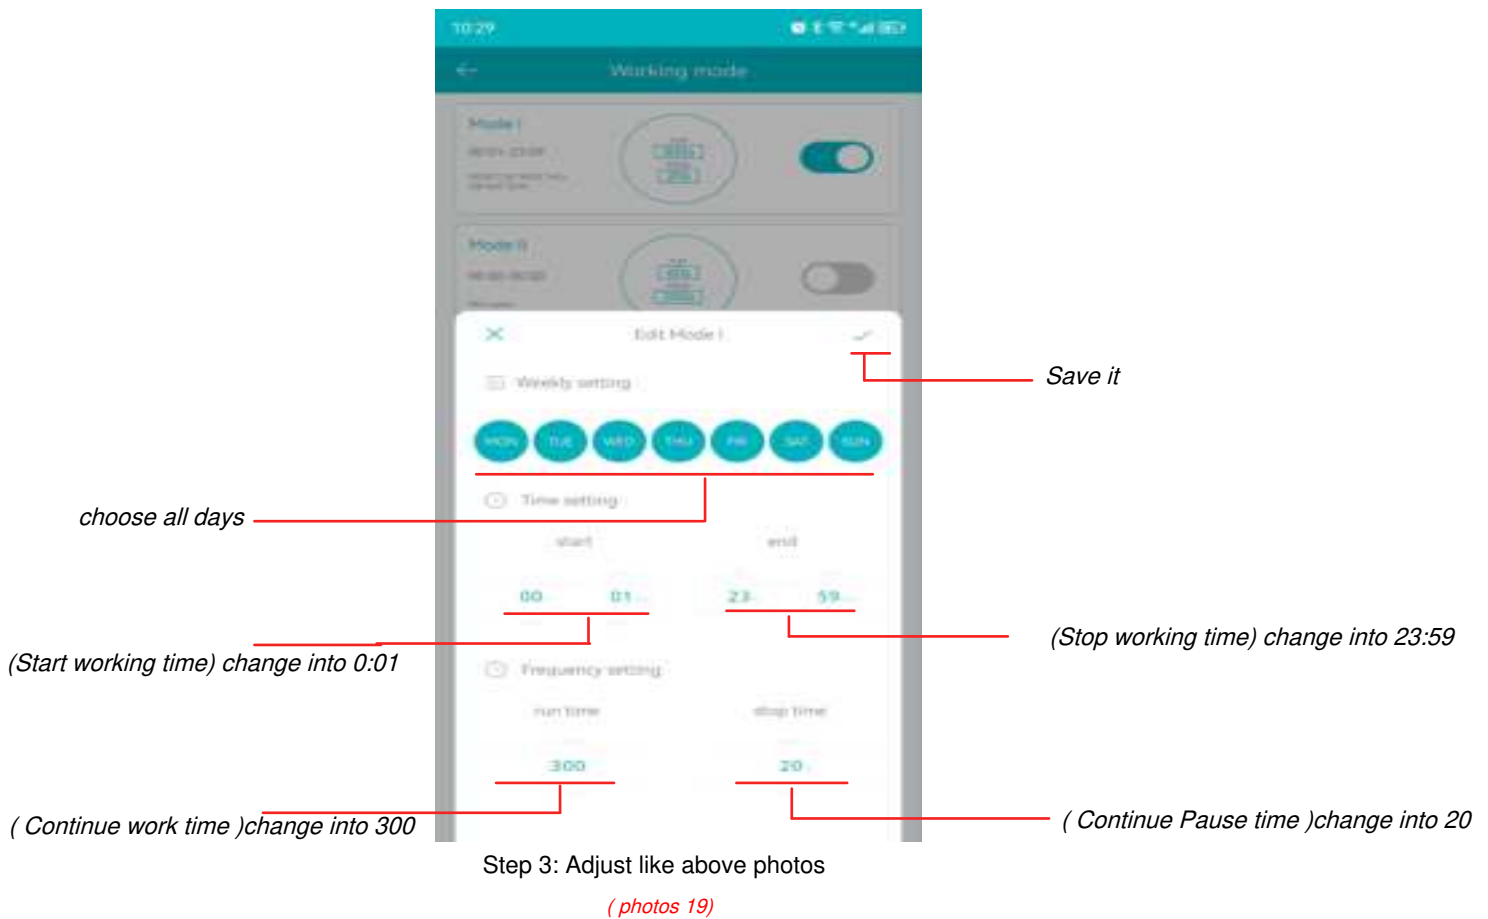 10:29
Working mode
Mode I
Mode II
Edit Mode I
Save it
Weekly setting
MON TUE WED THU FRI SAT SUN
Time setting
choose all days
start end
00 01 23 59
(Stop working time) change into 23:59
(Start working time) change into 0:01
Frequency setting
run time stop time
300 20
( Continue work time )change into 300
( Continue Pause time )change into 20
Step 3: Adjust like above photos
( photos 19)